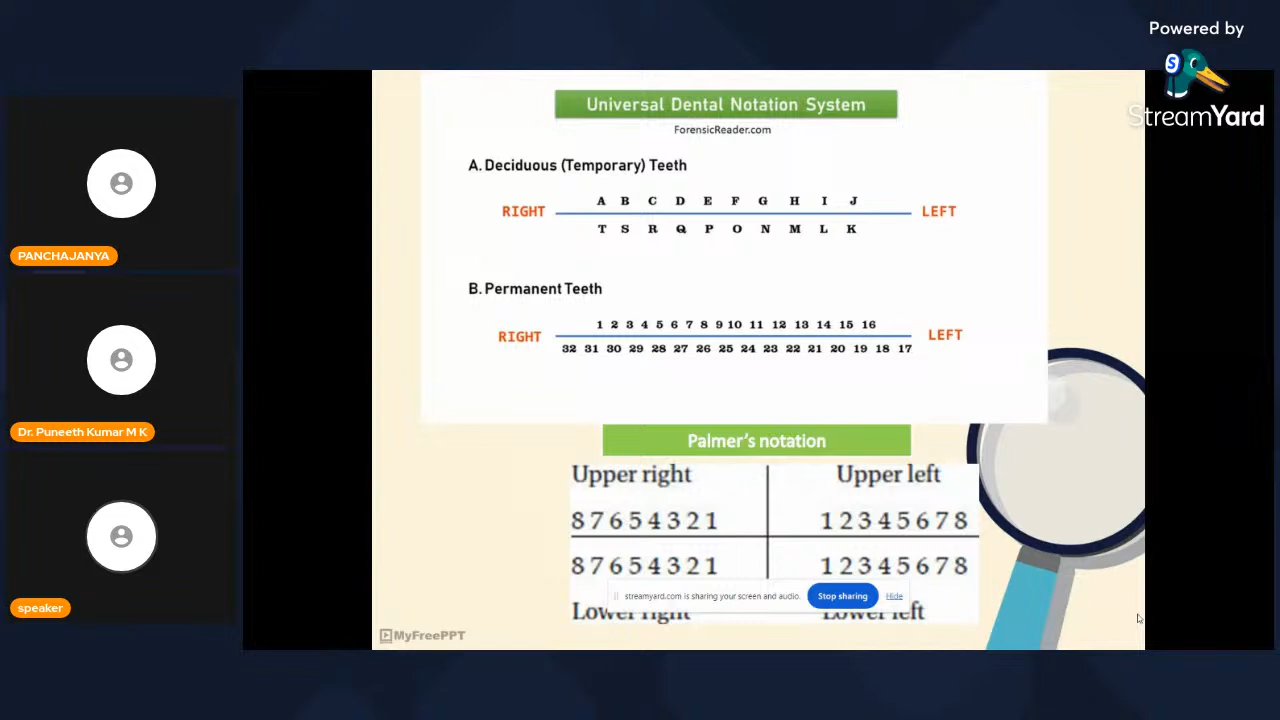 Powered by
StreamYard
Universal Dental Notation System
ForensicReader.com
A. Deciduous (Temporary) Teeth
A B C D E F G H I J
RIGHT LEFT
T S R Q P O N M L K
B. Permanent Teeth
1 2 3 4 5 6 7 8 9 10 11 12 13 14 15 16
RIGHT LEFT
32 31 30 29 28 27 26 25 24 23 22 21 20 19 18 17
Palmer's notation
Upper right Upper left
8 7 6 5 4 3 2 1 1 2 3 4 5 6 7 8
8 7 6 5 4 3 2 1 1 2 3 4 5 6 7 8
streamyard.com is sharing your screen and audio. Stop sharing Hide
Lower right Lower left
MyFreePPT
PANCHAJANYA
Dr. Puneeth Kumar M K
speaker